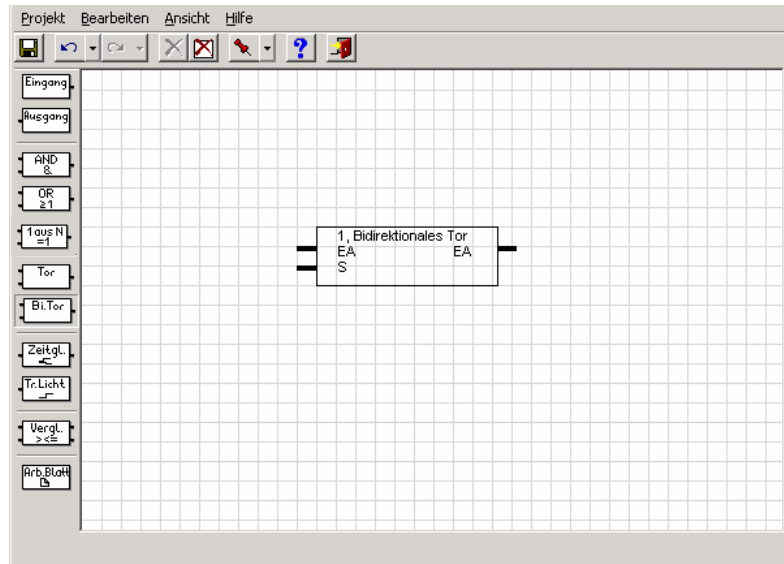 Projekt Bearbeiten Ansicht Hilfe
?
Eingang
Ausgang
AND
&
OR
≥1
1 aus N
=1
Tor
Bi.Tor
Zeitgl.
Tr.Licht
Vergl.
><=
Arb.Blatt
1, Bidirektionales Tor
EA EA
S